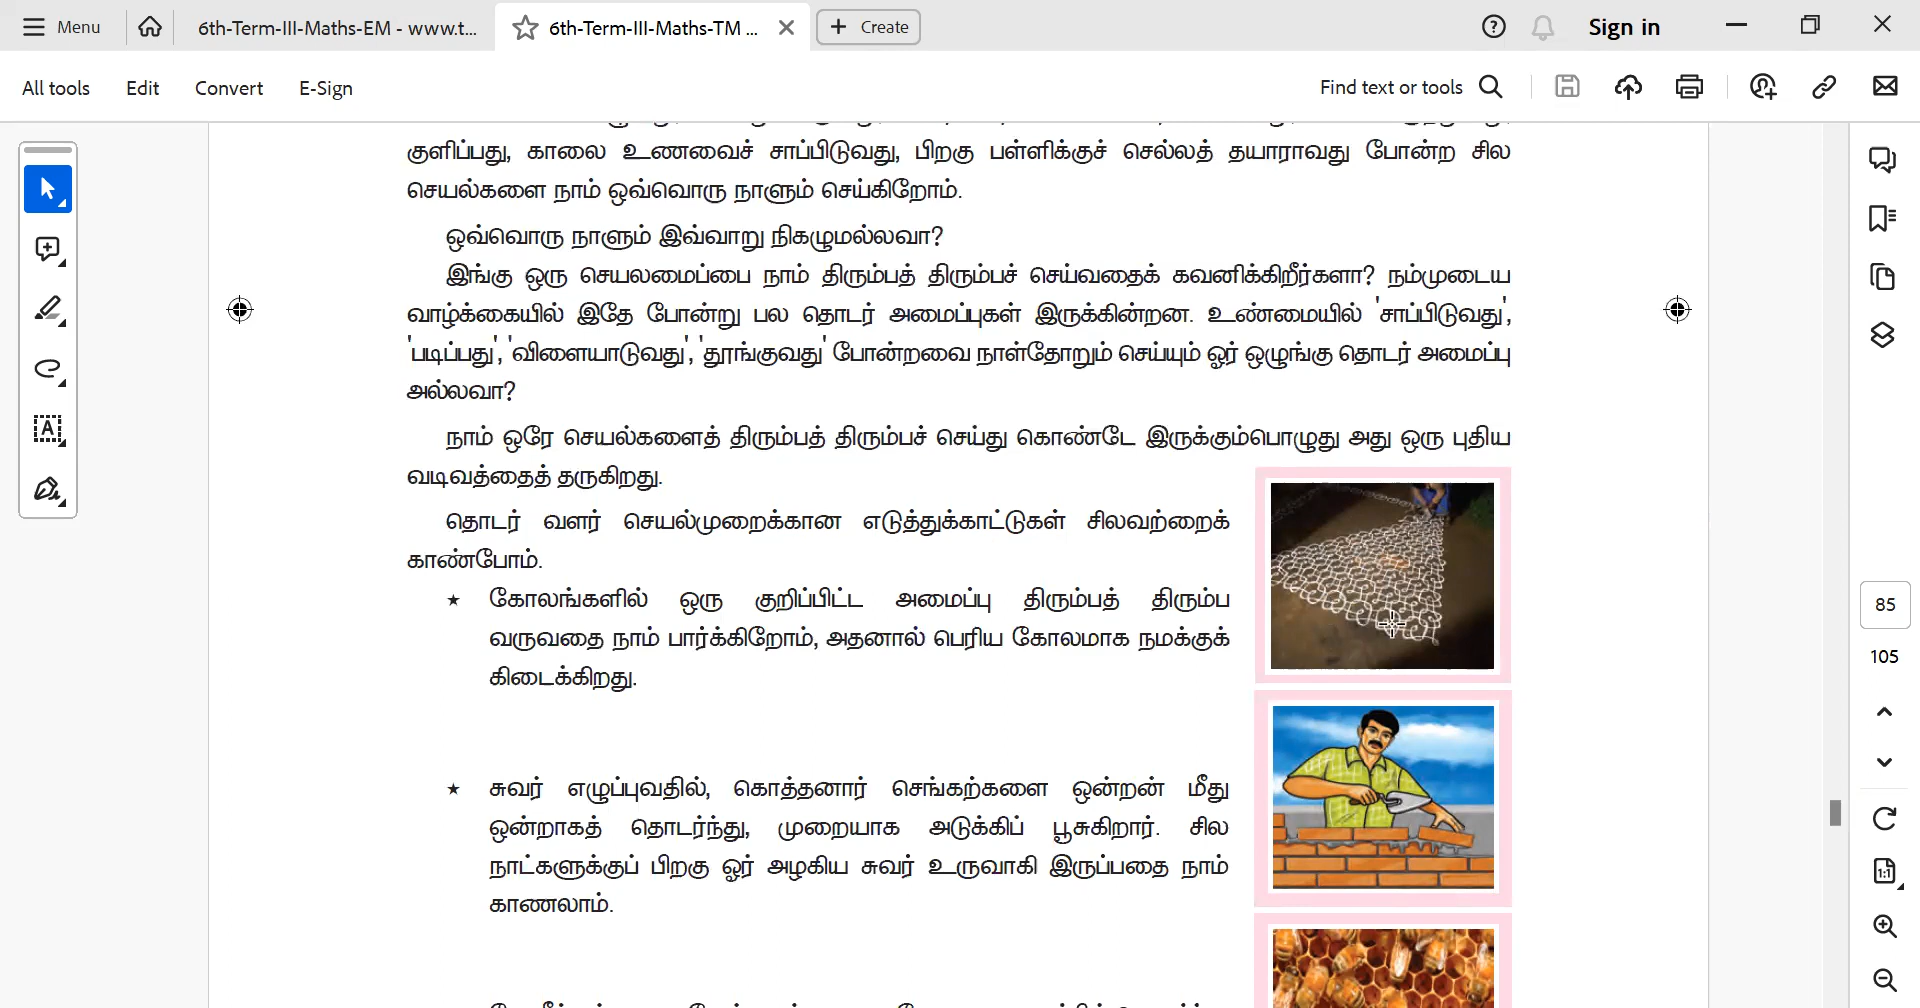 Menu
6th-Term-III-Maths-EM - www.t...
6th-Term-III-Maths-TM ...
Create
Sign in
All tools
Edit
Convert
E-Sign
Find text or tools
குளிப்பது, காலை உணவைச் சாப்பிடுவது, பிறகு பள்ளிக்குச் செல்லத் தயாராவது போன்ற சில
செயல்களை நாம் ஒவ்வொரு நாளும் செய்கிறோம்.
ஒவ்வொரு நாளும் இவ்வாறு நிகழுமல்லவா?
இங்கு ஒரு செயலமைப்பை நாம் திரும்பத் திரும்பச் செய்வதைக் கவனிக்கிறீர்களா? நம்முடைய
வாழ்க்கையில் இதே போன்று பல தொடர் அமைப்புகள் இருக்கின்றன. உண்மையில் 'சாப்பிடுவது',
'படிப்பது', 'விளையாடுவது', 'தூங்குவது' போன்றவை நாள்தோறும் செய்யும் ஓர் ஒழுங்கு தொடர் அமைப்பு
அல்லவா?
நாம் ஒரே செயல்களைத் திரும்பத் திரும்பச் செய்து கொண்டே இருக்கும்பொழுது அது ஒரு புதிய
வடிவத்தைத் தருகிறது.
தொடர் வளர் செயல்முறைக்கான எடுத்துக்காட்டுகள் சிலவற்றைக்
காண்போம்.
★ கோலங்களில் ஒரு குறிப்பிட்ட அமைப்பு திரும்பத் திரும்ப
வருவதை நாம் பார்க்கிறோம், அதனால் பெரிய கோலமாக நமக்குக்
கிடைக்கிறது.
★ சுவர் எழுப்புவதில், கொத்தனார் செங்கற்களை ஒன்றன் மீது
ஒன்றாகத் தொடர்ந்து, முறையாக அடுக்கிப் பூசுகிறார். சில
நாட்களுக்குப் பிறகு ஓர் அழகிய சுவர் உருவாகி இருப்பதை நாம்
காணலாம்.
85
105
1:1